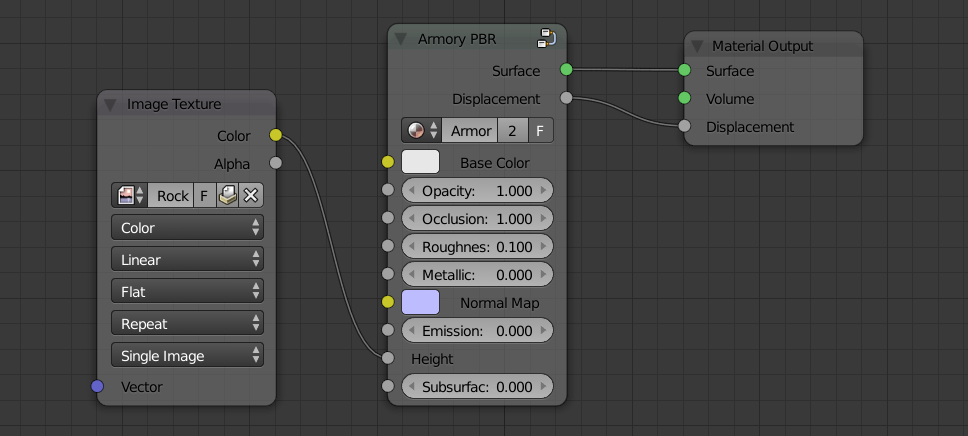 Image Texture
Color
Alpha
Rock F
Color
Linear
Flat
Repeat
Single Image
Vector
Armory PBR
Surface
Displacement
Armor 2 F
Base Color
Opacity: 1.000
Occlusion: 1.000
Roughnes: 0.100
Metallic: 0.000
Normal Map
Emission: 0.000
Height
Subsurfac: 0.000
Material Output
Surface
Volume
Displacement